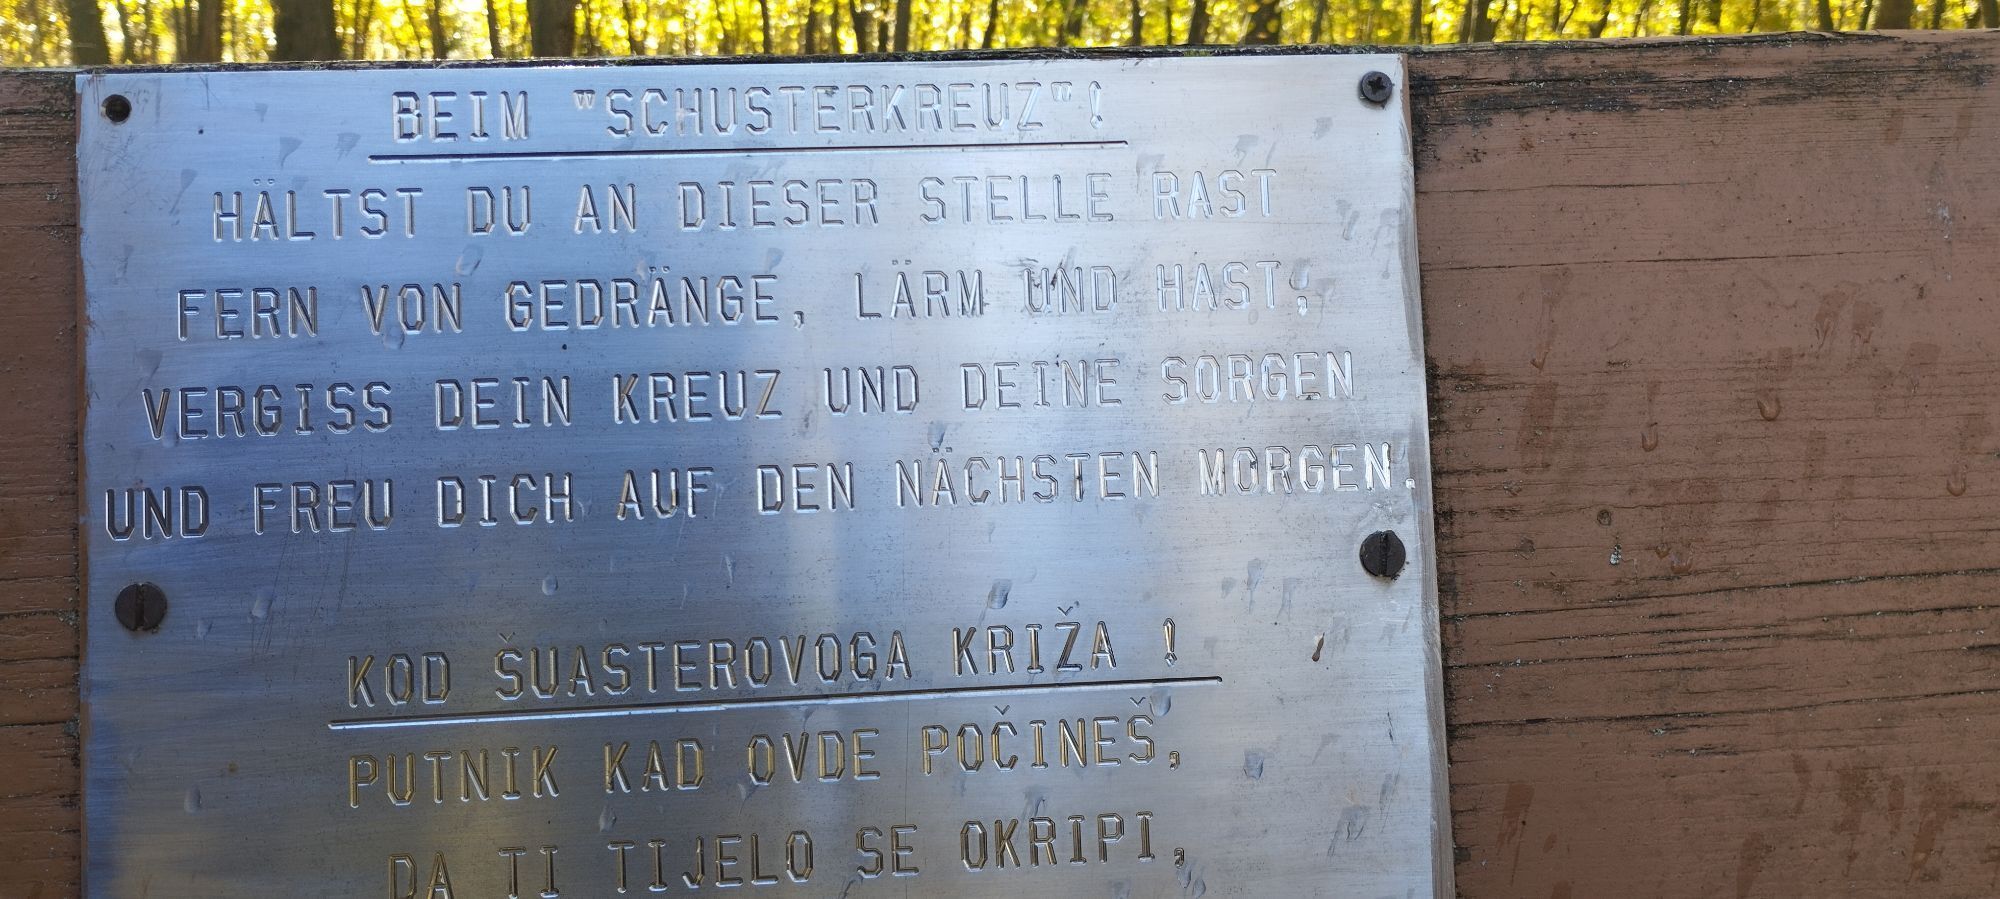 BEIM "SCHUSTERKREUZ"!
HÄLTST DU AN DIESER STELLE RAST
FERN VON GEDRÄNGE, LÄRM UND HAST;
VERGISS DEIN KREUZ UND DEINE SORGEN
UND FREU DICH AUF DEN NÄCHSTEN MORGEN.
KOD ŠUASTEROVOGA KRIŽA !
PUTNIK KAD OVDE POČINEŠ,
DA TI TIJELO SE OKRIPI,